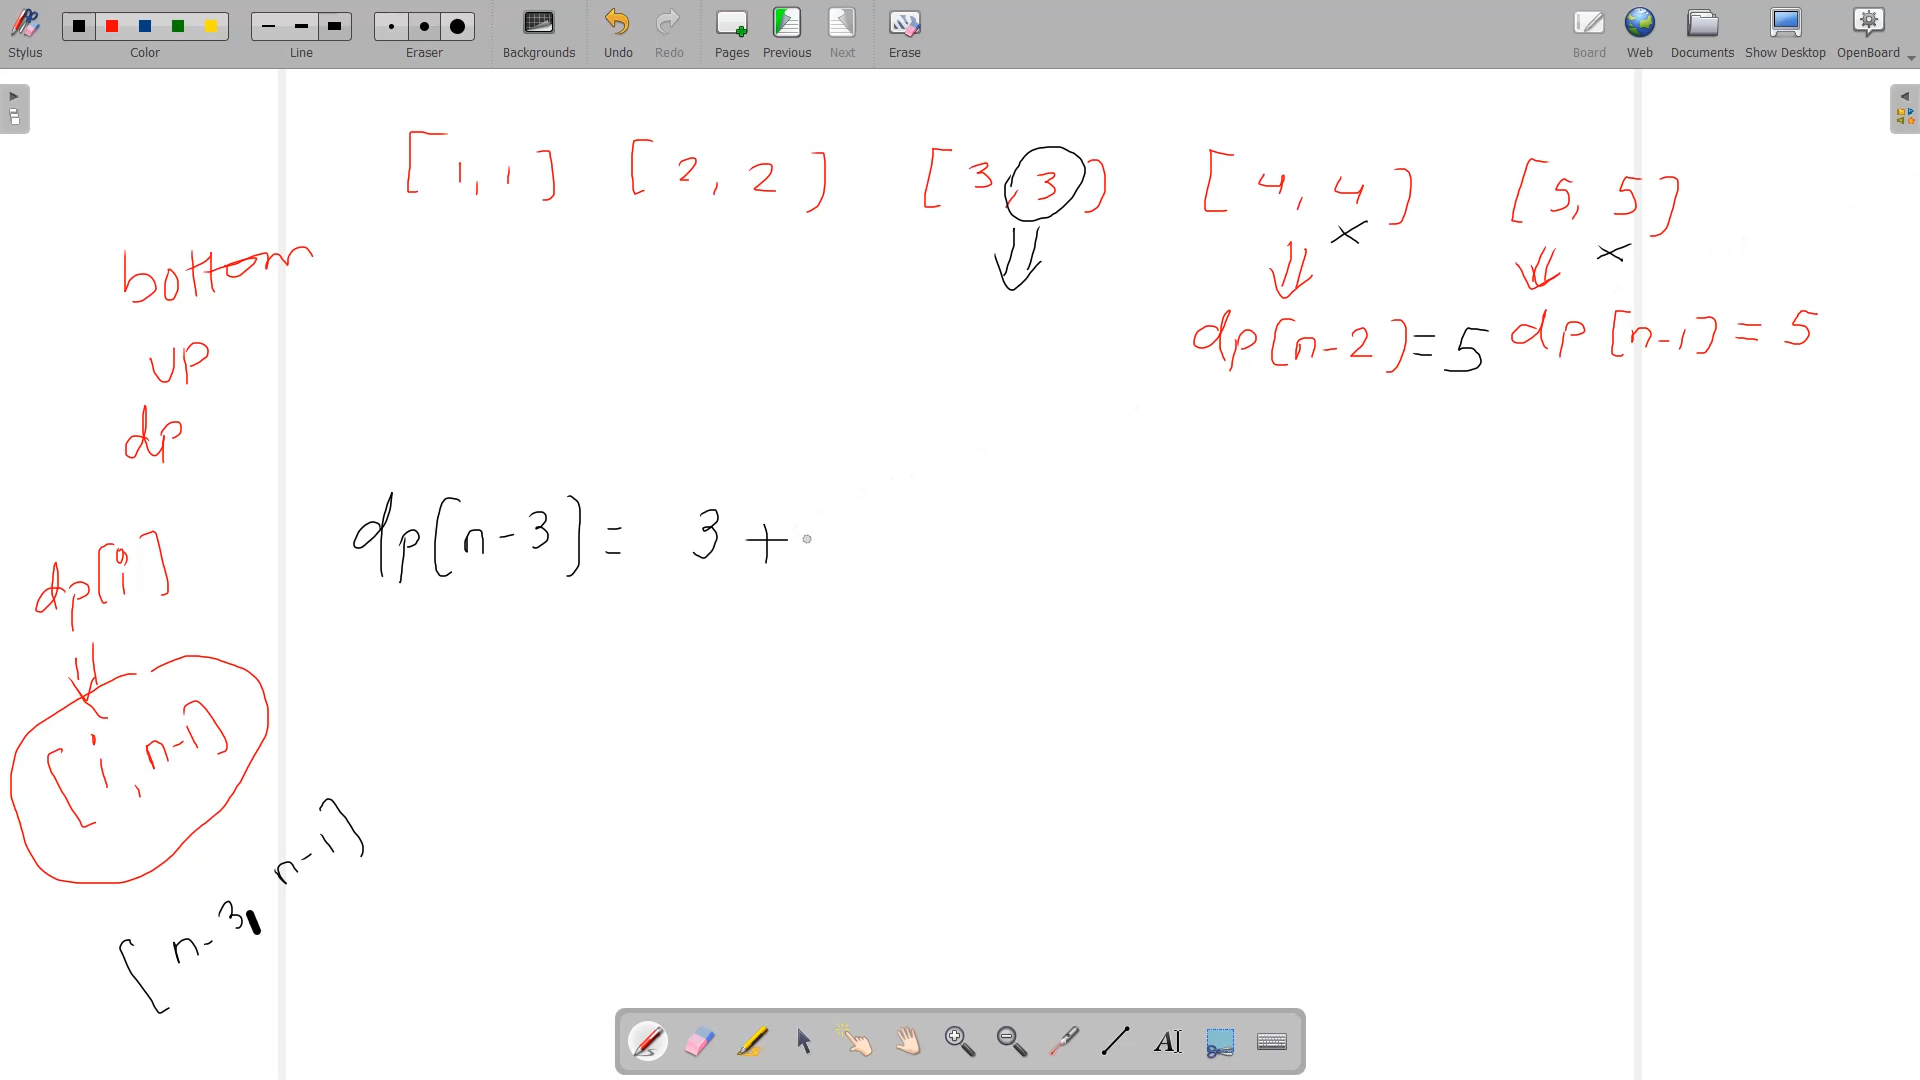 Stylus
Color
Line
Eraser
Backgrounds
Undo
Redo
Pages
Previous
Next
Erase
Board
Web
Documents
Show Desktop
OpenBoard
[1,1] [2,2] [3,3] [4,4] [5,5]
x x
bottom
up
dp
dp[n-2]=5 dp[n-1]=5
dp[n-3]= 3+
dp[i]
[i,n-1]
[n-3, n-1]
AI